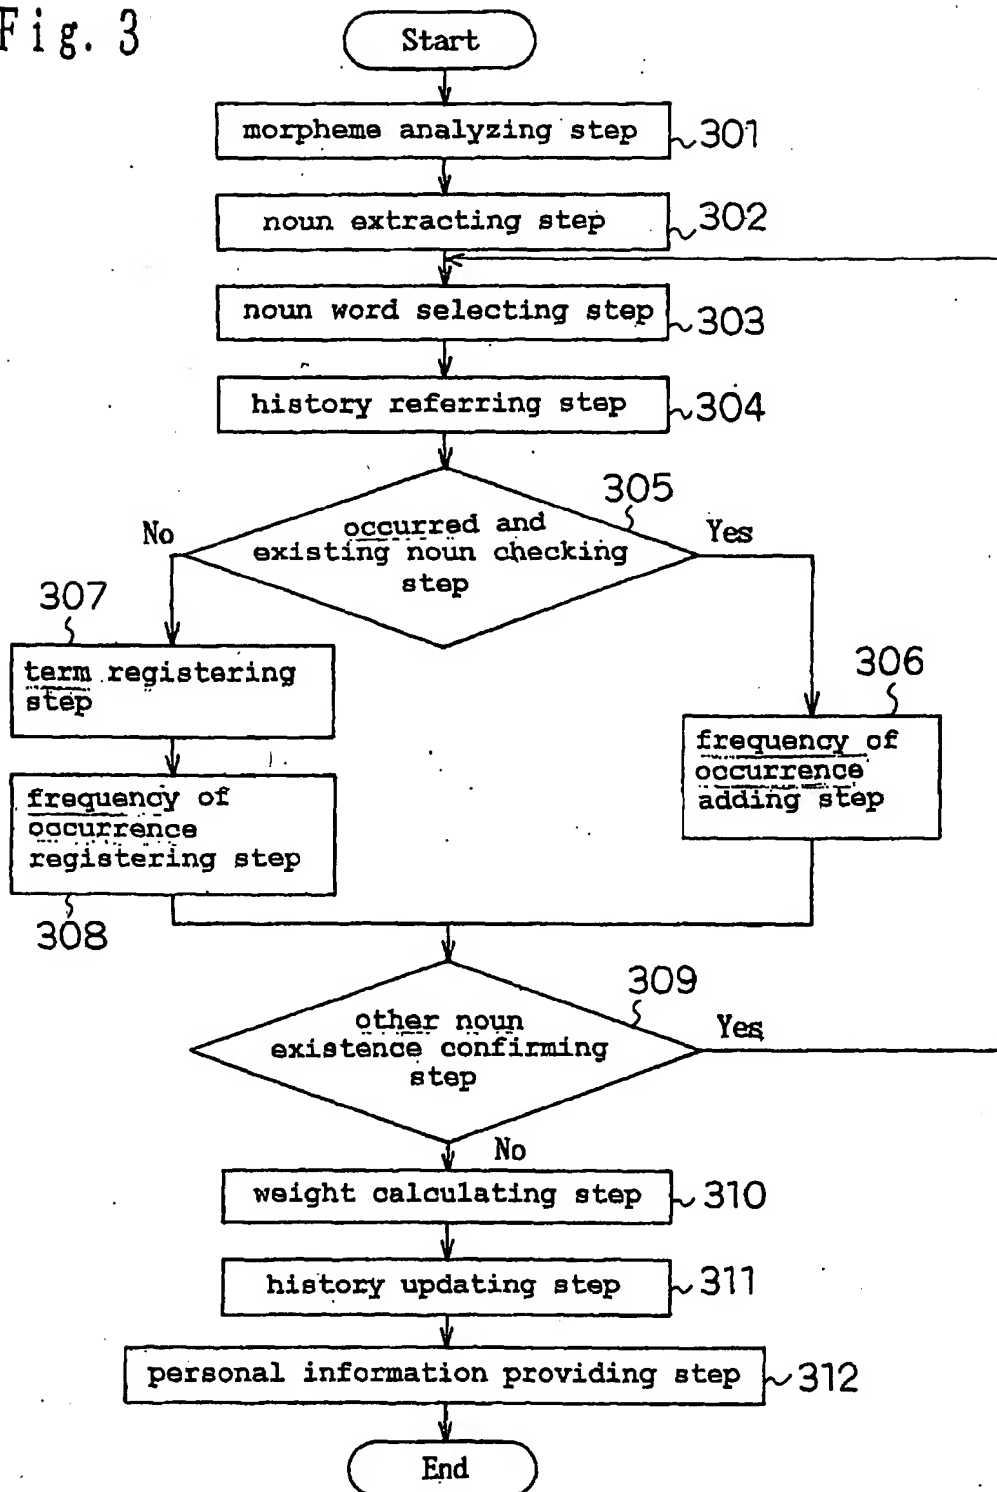 Fig. 3
Start
morpheme analyzing step
301
noun extracting step
302
noun word selecting step
303
history referring step
304
305
No
occurred and
existing noun checking
step
Yes
307
term registering
step
306
frequency of
occurrence
adding step
frequency of
occurrence
registering step
308
309
other noun
existence confirming
step
Yes
No
weight calculating step
310
history updating step
311
personal information providing step
312
End